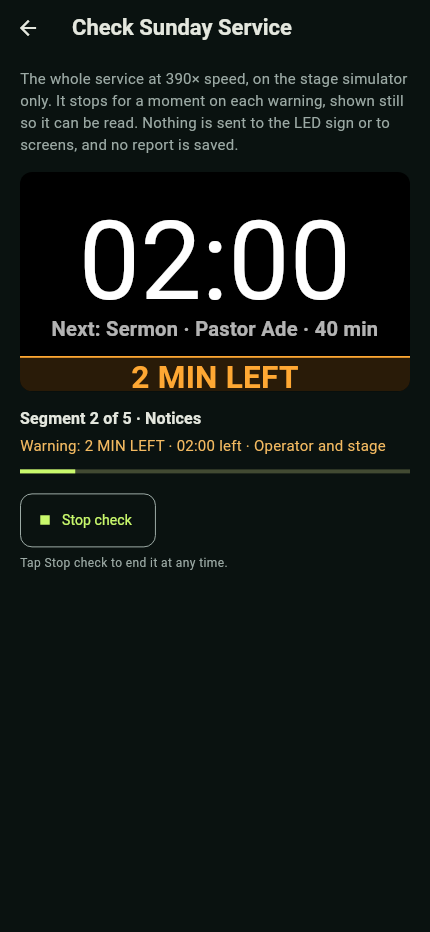 Check Sunday Service
The whole service at 390× speed, on the stage simulator
only. It stops for a moment on each warning, shown still
so it can be read. Nothing is sent to the LED sign or to
screens, and no report is saved.
02:00
Next: Sermon · Pastor Ade · 40 min
2 MIN LEFT
Segment 2 of 5 · Notices
Warning: 2 MIN LEFT · 02:00 left · Operator and stage
Stop check
Tap Stop check to end it at any time.